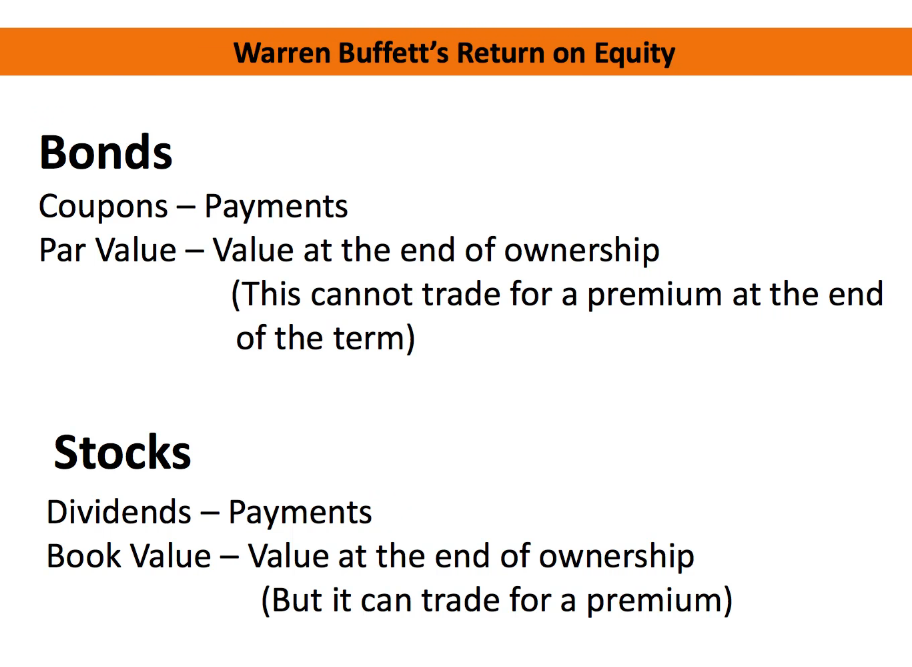 Warren Buffett’s Return on Equity
Bonds
Coupons – Payments
Par Value – Value at the end of ownership
(This cannot trade for a premium at the end
of the term)
Stocks
Dividends – Payments
Book Value – Value at the end of ownership
(But it can trade for a premium)